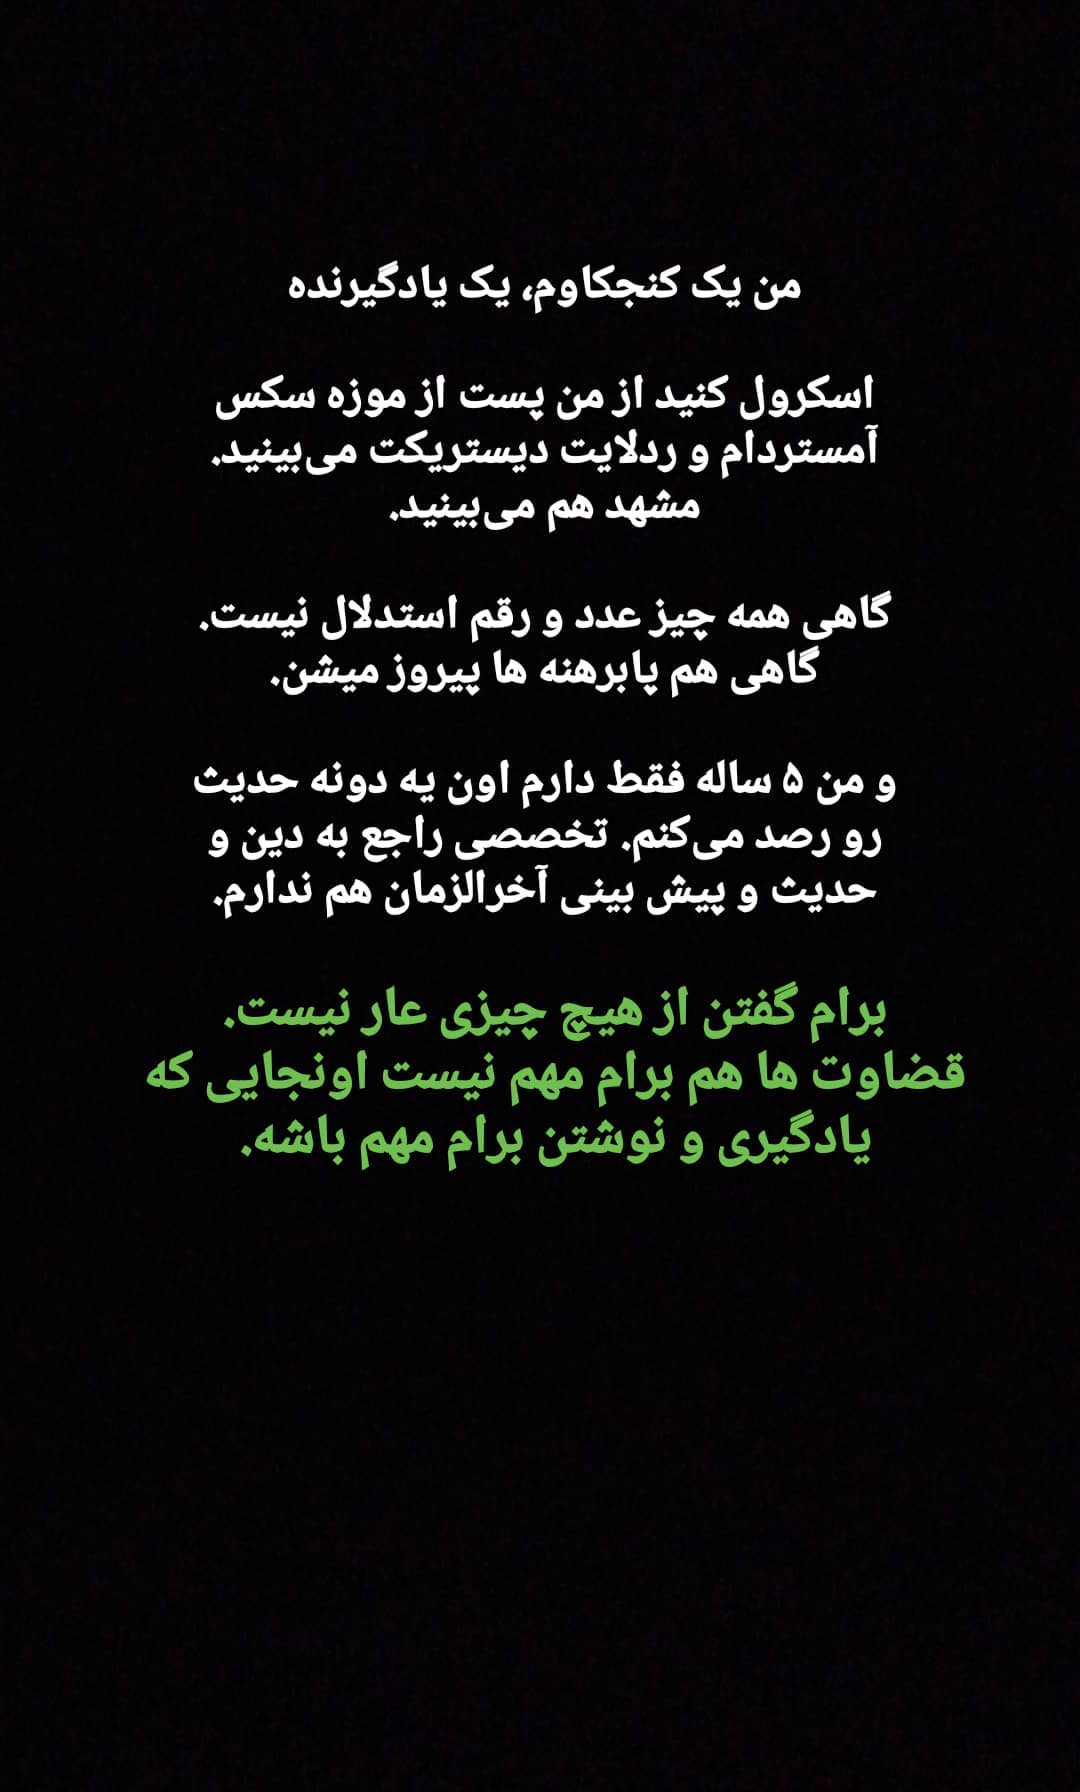 من یک کنجکاوم، یک یادگیرنده
اسکرول کنید از من پست از موزه سکس
آمستردام و ردلایت دیستریکت می‌بینید.
مشهد هم می‌بینید.
گاهی همه چیز عدد و رقم استدلال نیست.
گاهی هم پابرهنه ها پیروز میشن.
و من ۵ ساله فقط دارم اون یه دونه حدیث
رو رصد می‌کنم. تخصصی راجع به دین و
حدیث و پیش بینی آخرالزمان هم ندارم.
برام گفتن از هیچ چیزی عار نیست.
قضاوت ها هم برام مهم نیست اونجایی که
یادگیری و نوشتن برام مهم باشه.